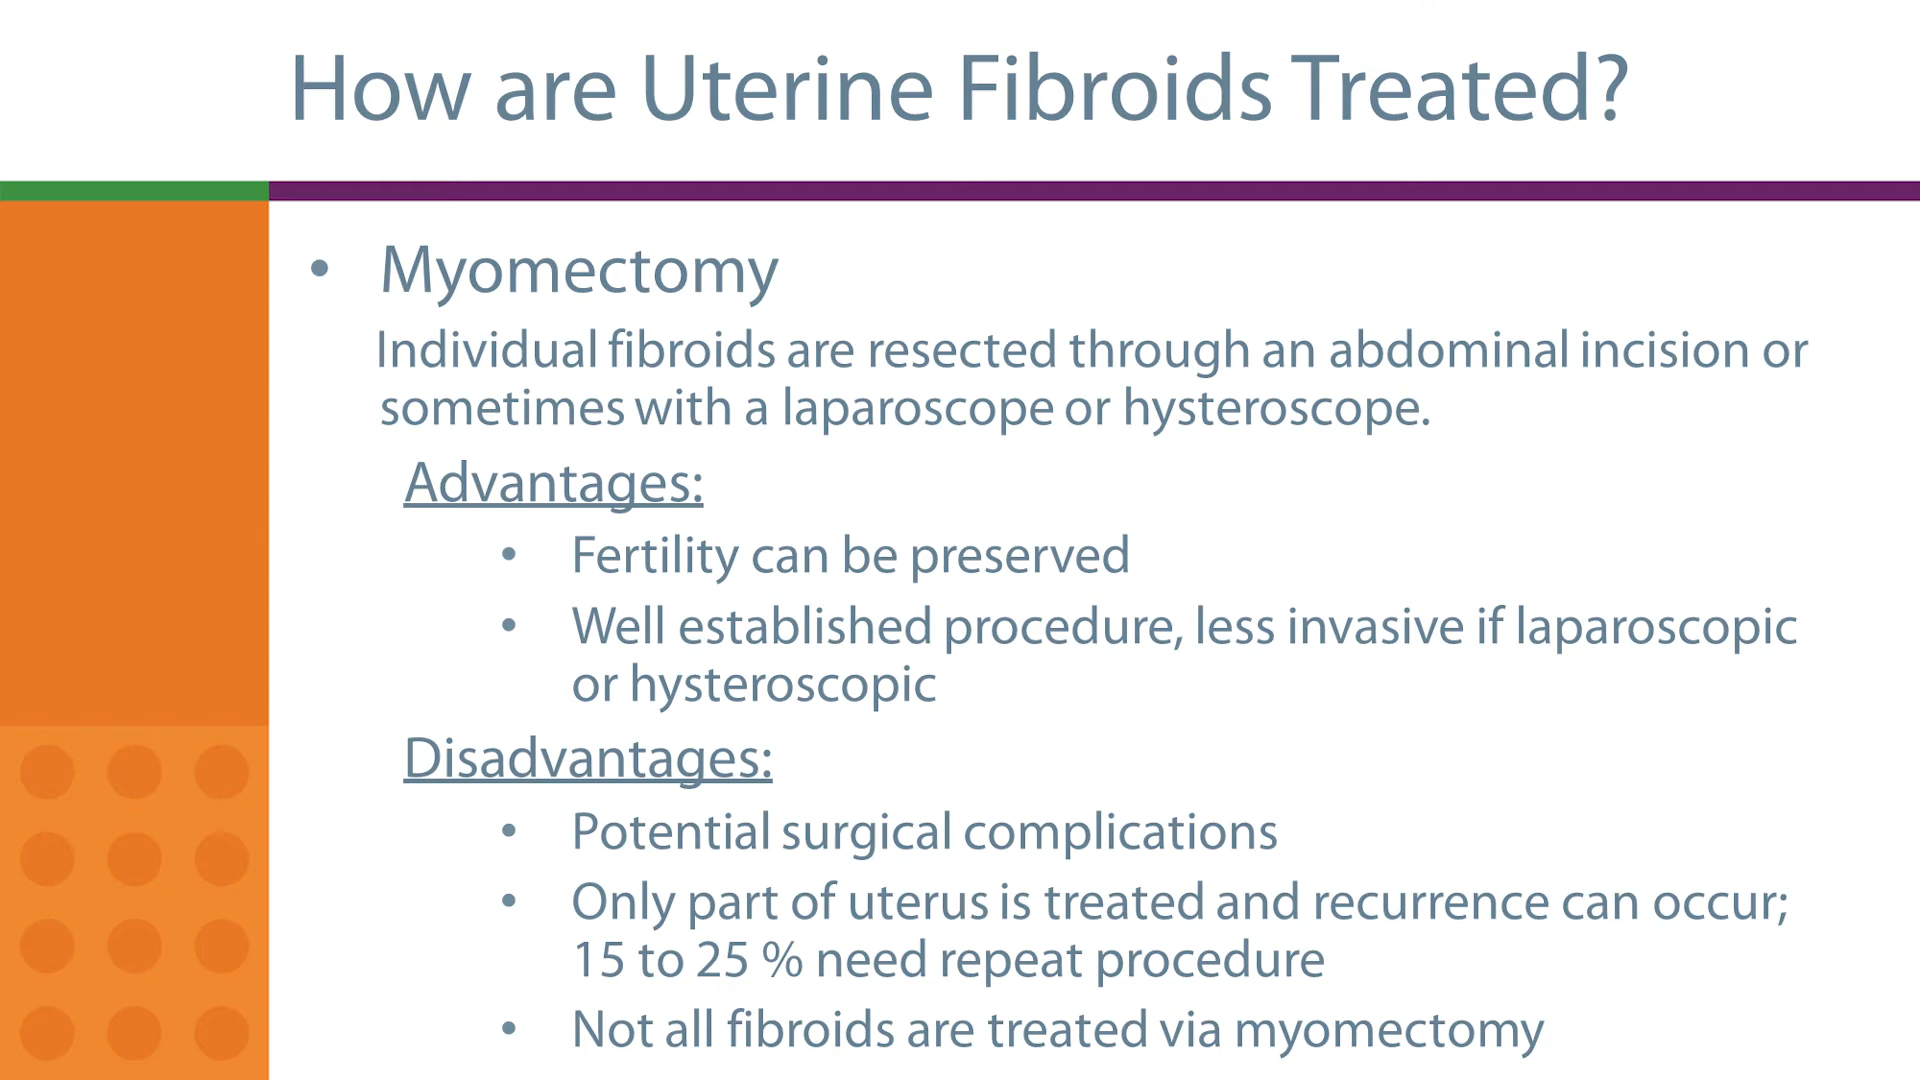 How are Uterine Fibroids Treated?
• Myomectomy
Individual fibroids are resected through an abdominal incision or
sometimes with a laparoscope or hysteroscope.
Advantages:
• Fertility can be preserved
• Well established procedure, less invasive if laparoscopic
or hysteroscopic
Disadvantages:
• Potential surgical complications
• Only part of uterus is treated and recurrence can occur;
15 to 25 % need repeat procedure
• Not all fibroids are treated via myomectomy